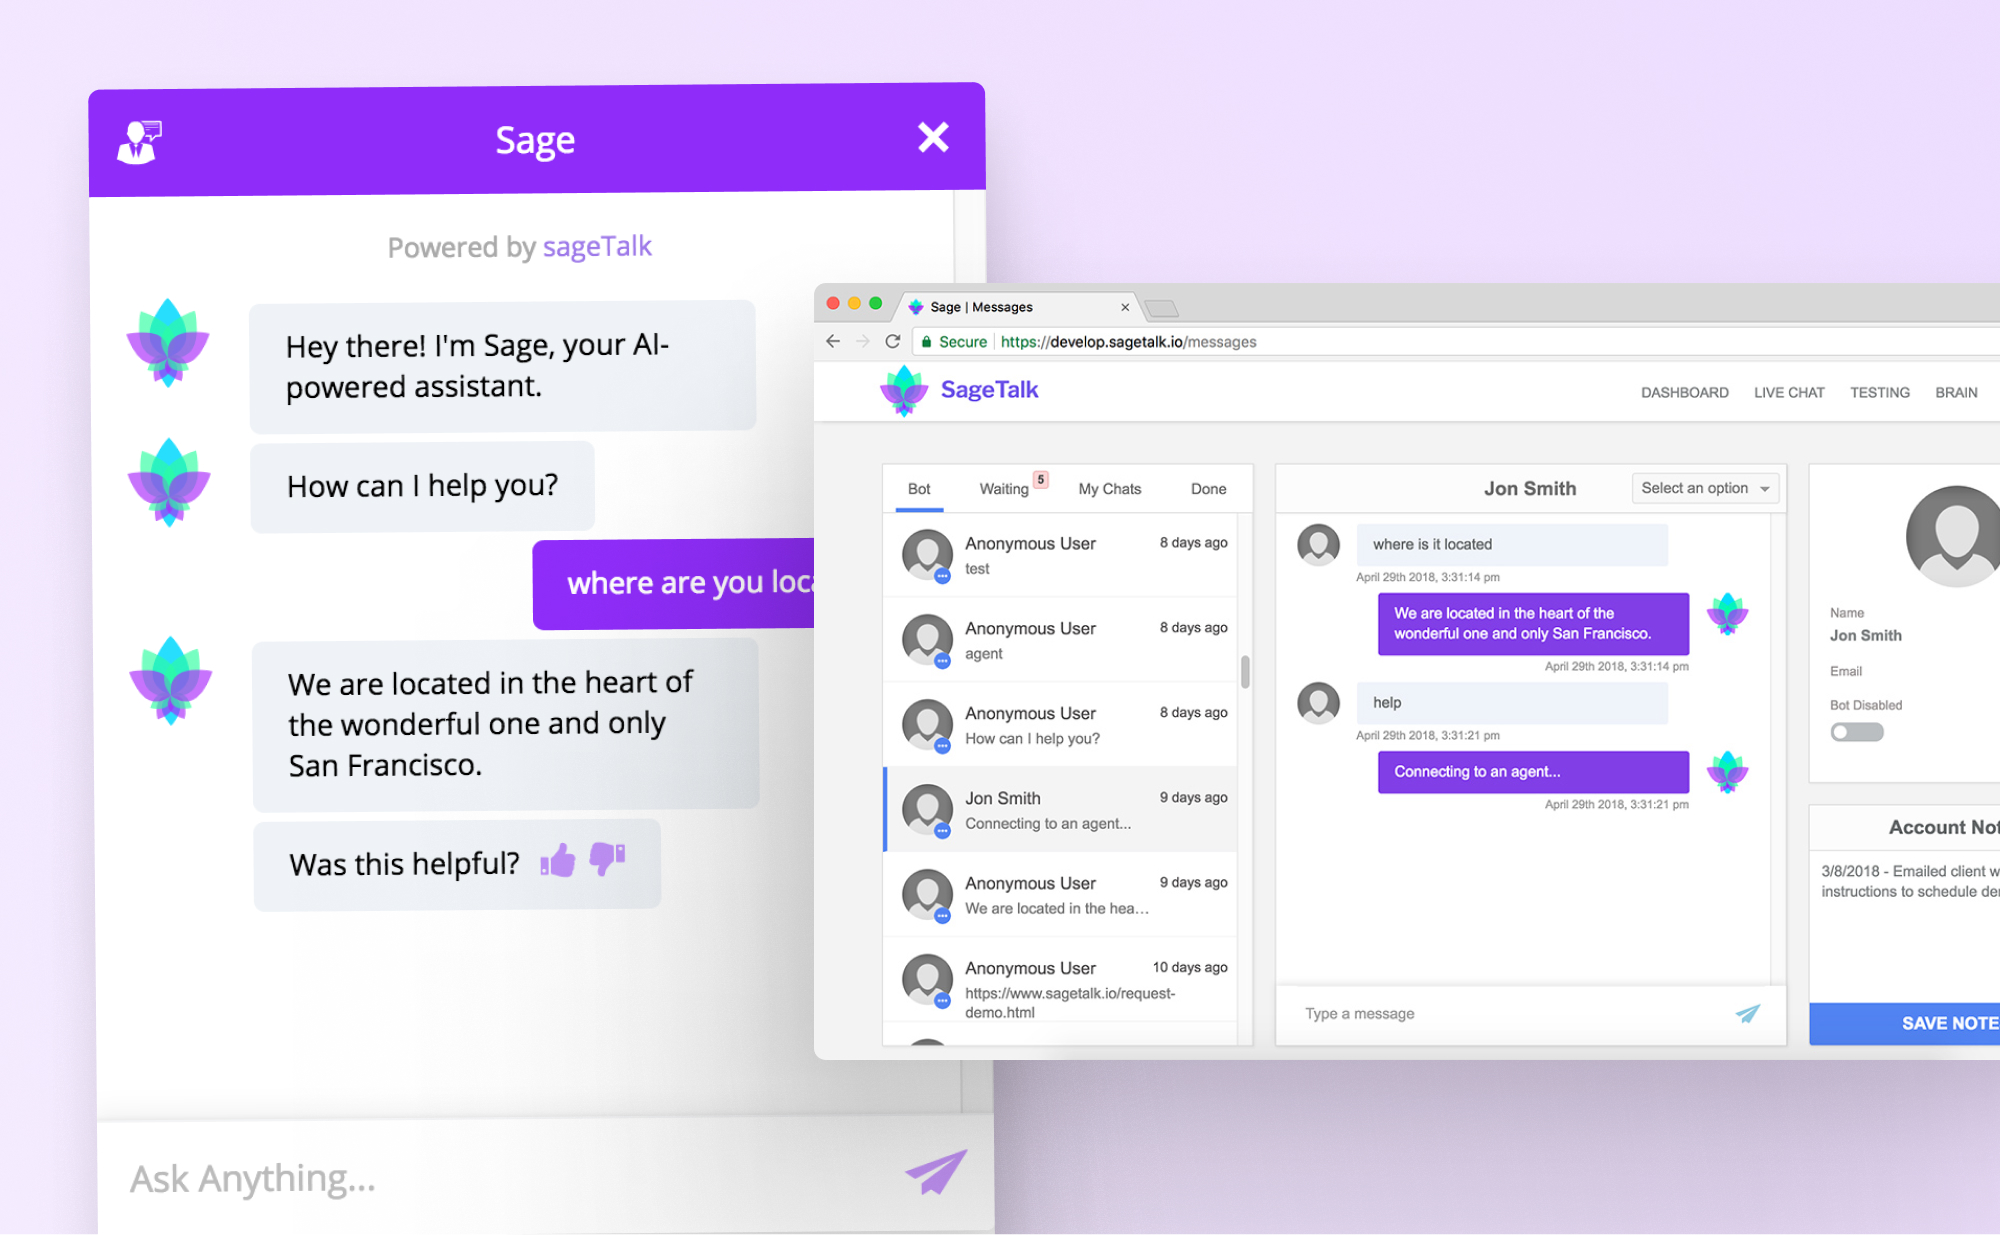 Sage
Powered by sageTalk
Hey there! I'm Sage, your AI-
powered assistant.
How can I help you?
where are you
We are located in the heart of
the wonderful one and only
San Francisco.
Was this helpful?
Ask Anything...
Sage | Messages
Secure
https://develop.sagetalk.io/messages
SageTalk
DASHBOARD LIVE CHAT TESTING BRAIN
Bot Waiting 5 My Chats Done
Anonymous User 8 days ago
test
Anonymous User 8 days ago
agent
Anonymous User 8 days ago
How can I help you?
Jon Smith 9 days ago
Connecting to an agent...
Anonymous User 9 days ago
We are located in the hea...
Anonymous User 10 days ago
https://www.sagetalk.io/request-
demo.html
Jon Smith
Select an option
where is it located
April 29th 2018, 3:31:14 pm
We are located in the heart of the
wonderful one and only San Francisco.
April 29th 2018, 3:31:14 pm
help
April 29th 2018, 3:31:21 pm
Connecting to an agent...
April 29th 2018, 3:31:21 pm
Type a message
Name
Jon Smith
Email
Bot Disabled
Account
3/8/2018 - Emailed client
instructions to schedule
SAVE NOTE